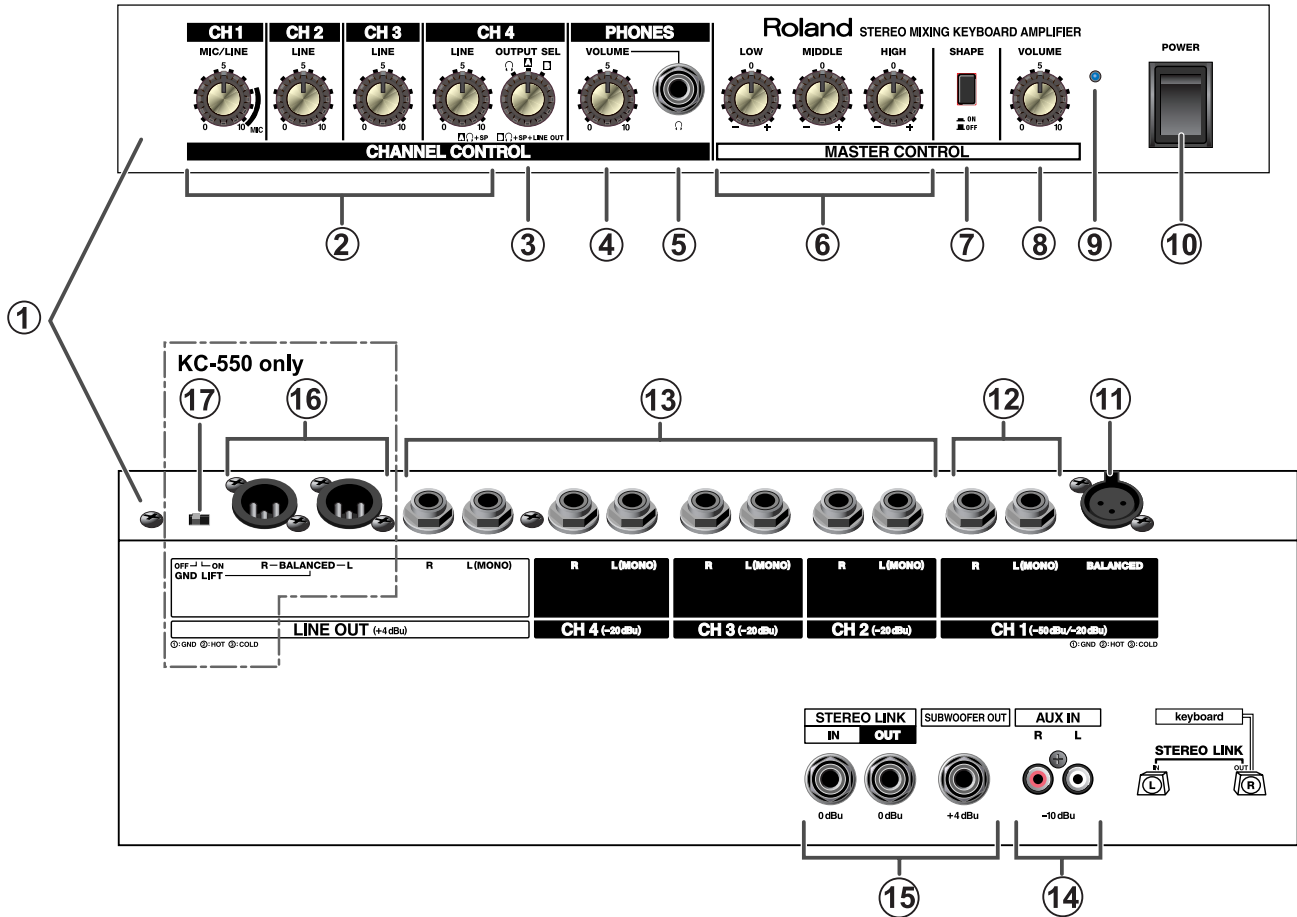 CH 1 CH 2 CH 3 CH 4 PHONES Roland STEREO MIXING KEYBOARD AMPLIFIER
MIC/LINE LINE LINE LINE OUTPUT SEL VOLUME LOW MIDDLE HIGH SHAPE VOLUME POWER
5 5 5 5 A B 5 0 0 0 5
0 10 MIC 0 10 0 10 0 10 0 10 − + − + − + ON OFF 0 10
A +SP B +SP+LINE OUT
CHANNEL CONTROL MASTER CONTROL
2 3 4 5 6 7 8 9 10
1
KC-550 only
17 16 13 12 11
OFF ON R–BALANCED–L R L(MONO) R L(MONO) R L(MONO) R L(MONO) R L(MONO) BALANCED
GND LIFT
LINE OUT (+4 dBu) CH 4 (–20 dBu) CH 3 (–20 dBu) CH 2 (–20 dBu) CH 1 (–50 dBu/–20 dBu)
①:GND ②:HOT ③:COLD ①:GND ②:HOT ③:COLD
STEREO LINK SUBWOOFER OUT AUX IN keyboard
IN OUT R L STEREO LINK
IN OUT
L R
0 dBu 0 dBu +4 dBu –10 dBu
15 14